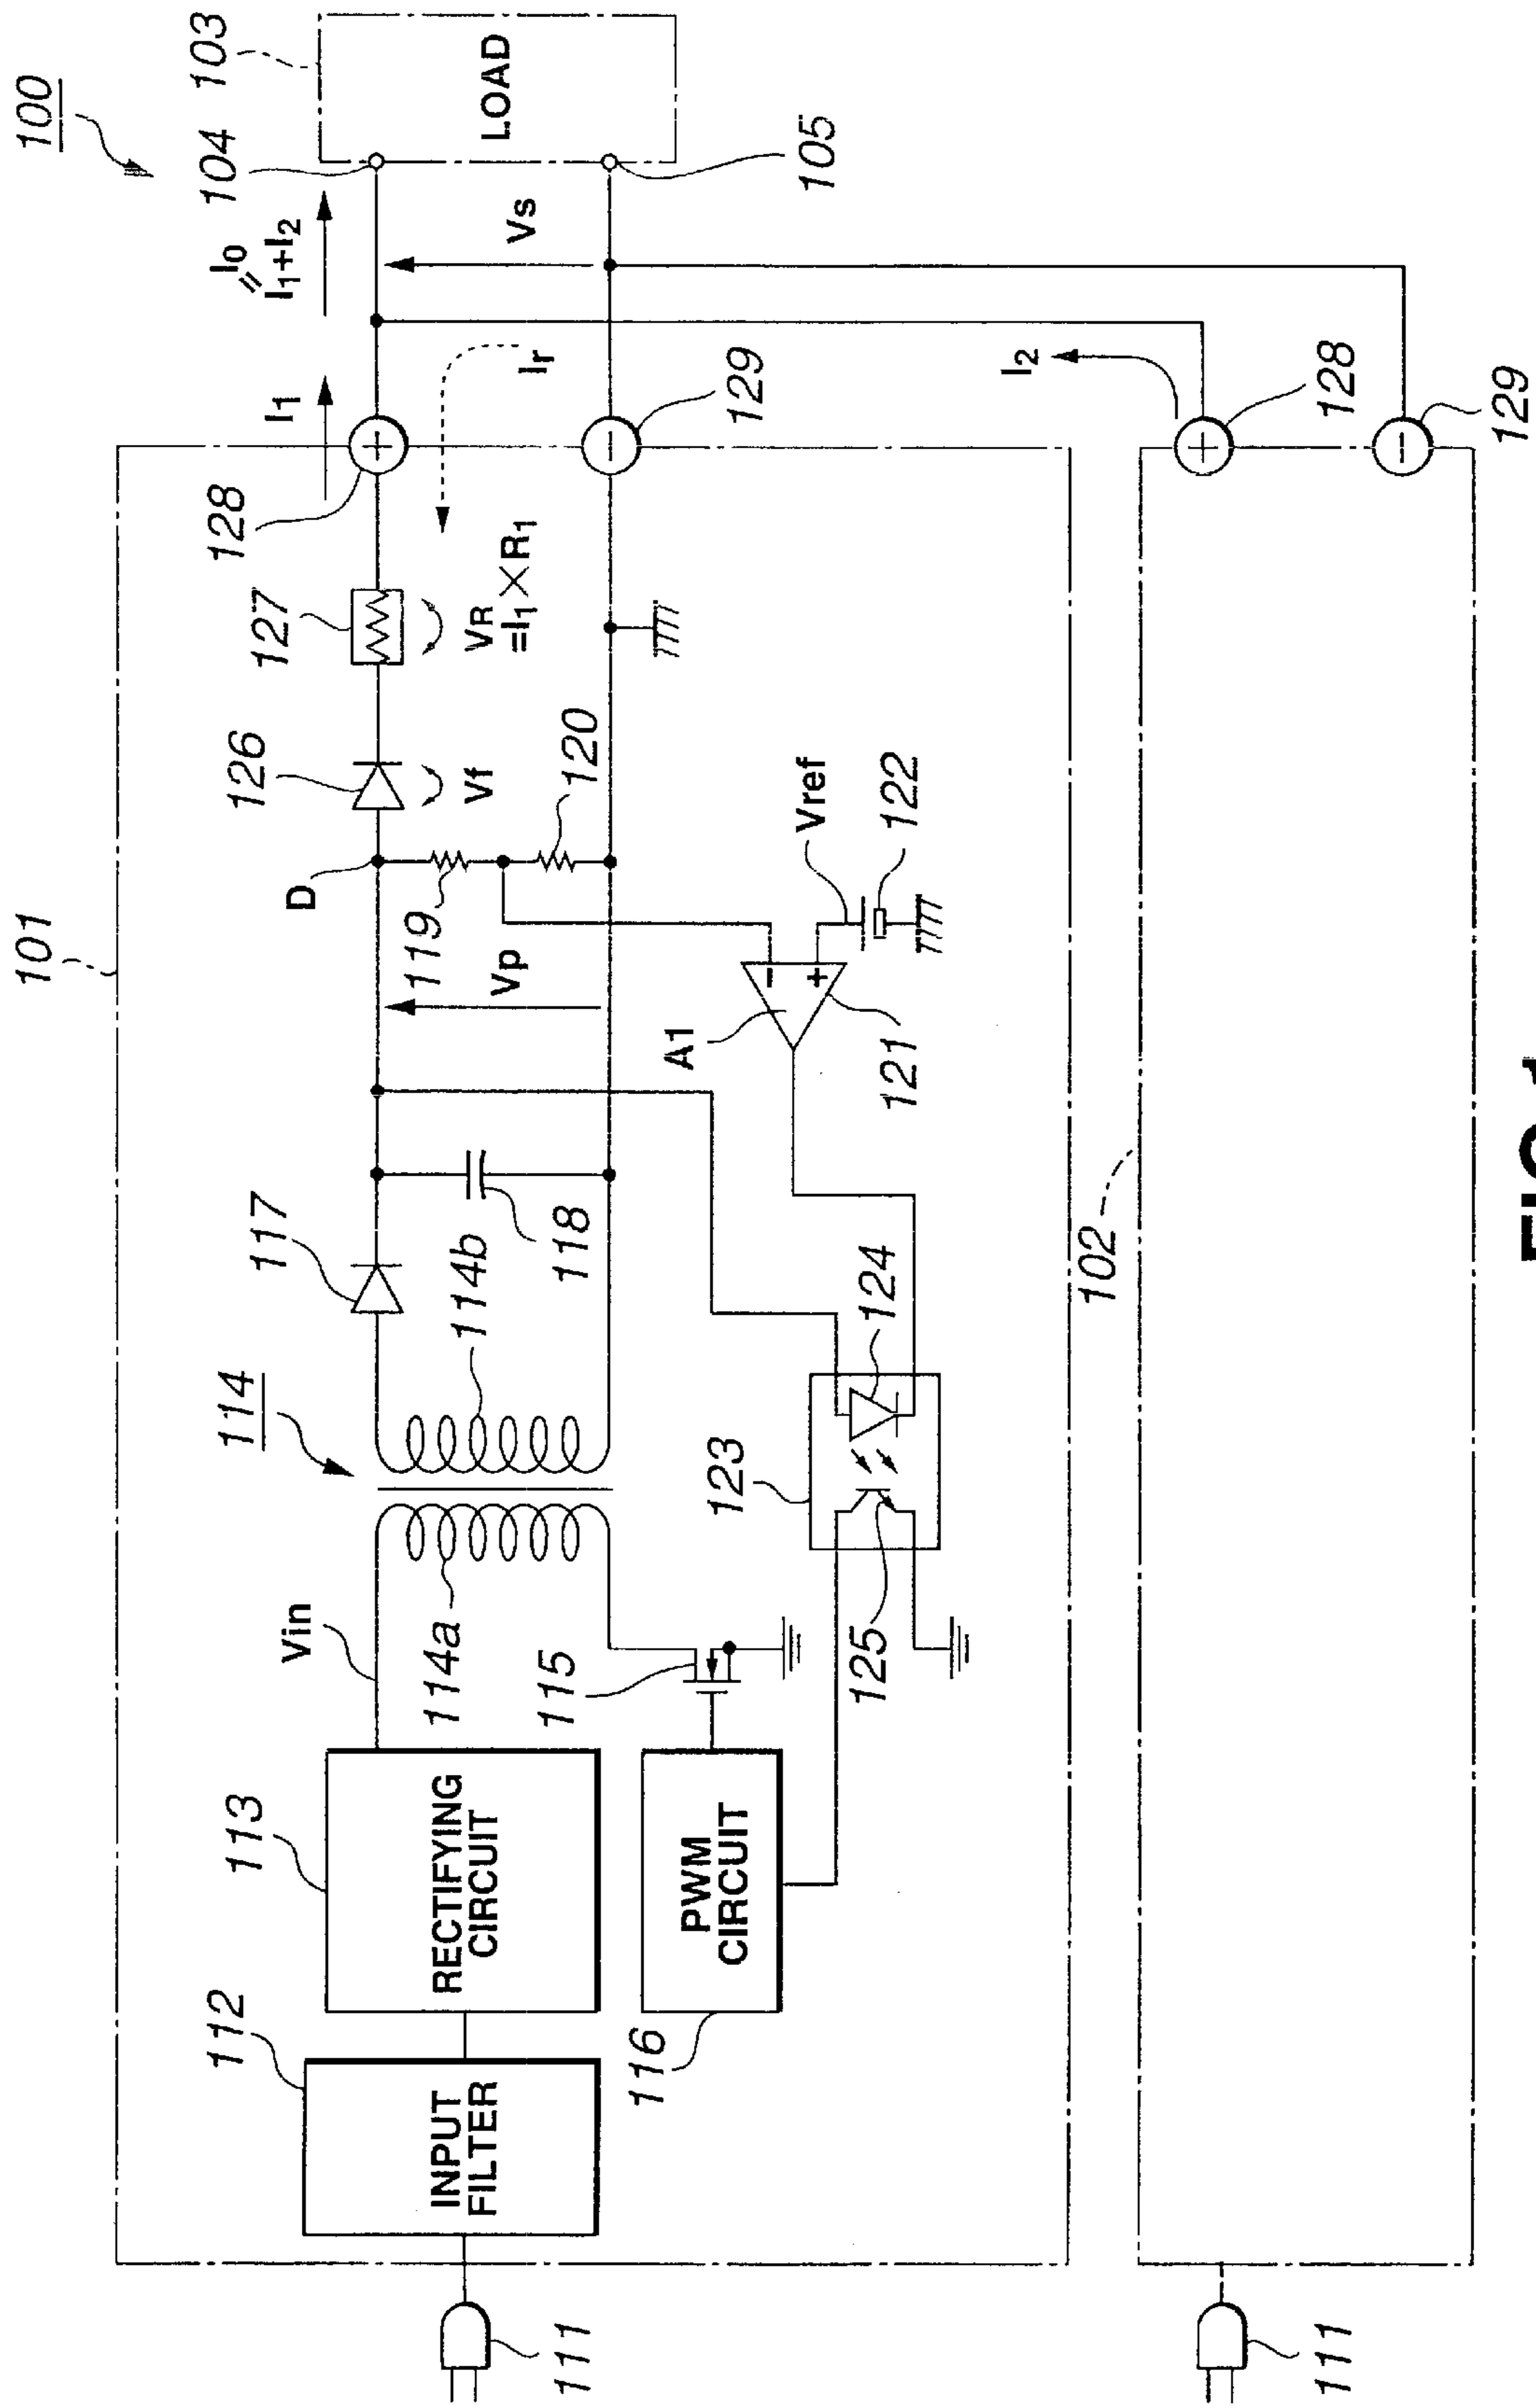 100
101
103
104
LOAD
105
I0
=
I1+I2
Vs
I1
Ir
128
129
127
VR
=I1×R1
126
Vf
D
119
120
Vp
Vref
122
A1
121
117
118
114
114b
114a
Vin
115
123
124
125
112
INPUT
FILTER
113
RECTIFYING
CIRCUIT
116
PWM
CIRCUIT
111
102
I2
128
129
111